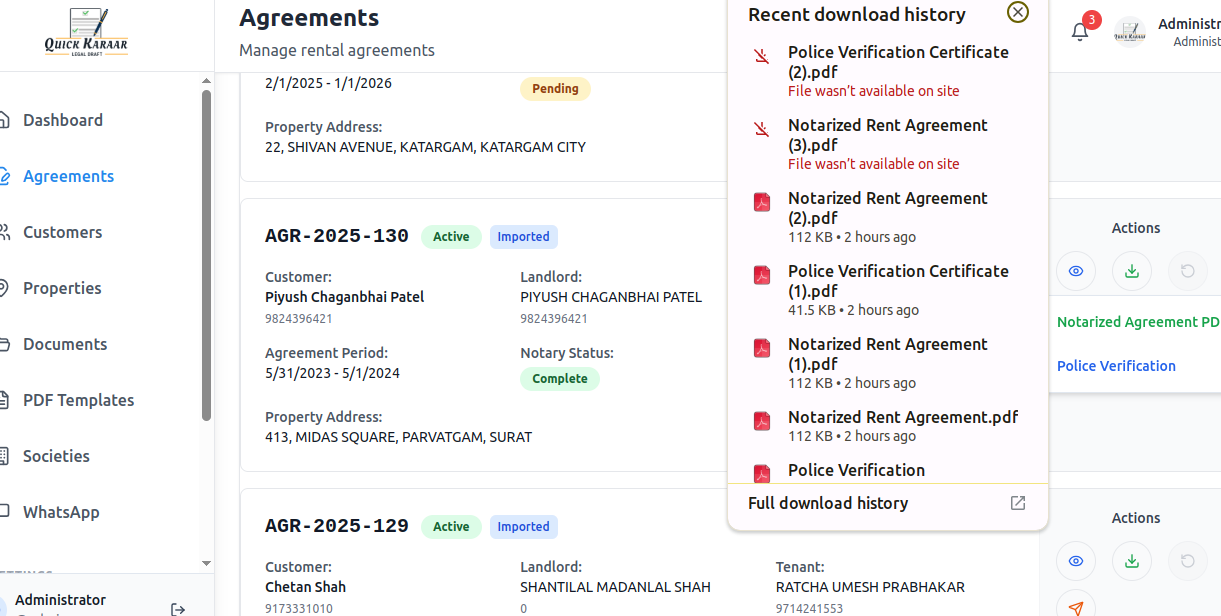 QUICK KARAAR
LEGAL DRAFT
Dashboard
Agreements
Customers
Properties
Documents
PDF Templates
Societies
WhatsApp
Administrator
Agreements
Manage rental agreements
2/1/2025 - 1/1/2026
Pending
Property Address:
22, SHIVAN AVENUE, KATARGAM, KATARGAM CITY
AGR-2025-130 Active Imported
Customer: Landlord:
Piyush Chaganbhai Patel PIYUSH CHAGANBHAI PATEL
9824396421 9824396421
Agreement Period: Notary Status:
5/31/2023 - 5/1/2024
Complete
Property Address:
413, MIDAS SQUARE, PARVATGAM, SURAT
AGR-2025-129 Active Imported
Customer: Landlord: Tenant:
Chetan Shah SHANTILAL MADANLAL SHAH RATCHA UMESH PRABHAKAR
9173331010 0 9714241553
Recent download history
Police Verification Certificate
(2).pdf
File wasn't available on site
Notarized Rent Agreement
(3).pdf
File wasn't available on site
Notarized Rent Agreement
(2).pdf
112 KB • 2 hours ago
Police Verification Certificate
(1).pdf
41.5 KB • 2 hours ago
Notarized Rent Agreement
(1).pdf
112 KB • 2 hours ago
Notarized Rent Agreement.pdf
112 KB • 2 hours ago
Police Verification
Full download history
3
Administr
Administ
Actions
Notarized Agreement PD
Police Verification
Actions